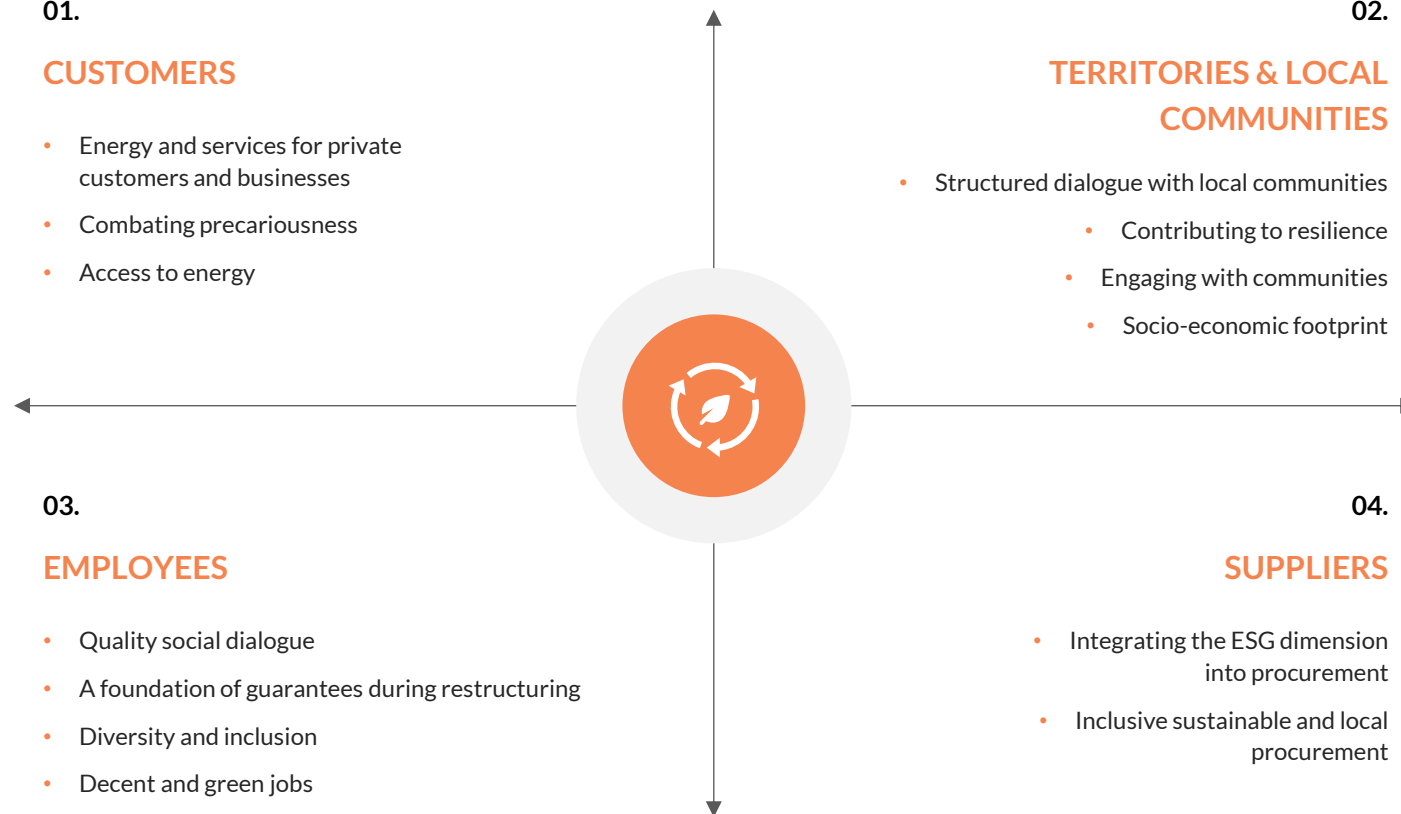 01.
CUSTOMERS
• Energy and services for private
customers and businesses
• Combating precariousness
• Access to energy
02.
TERRITORIES & LOCAL
COMMUNITIES
• Structured dialogue with local communities
• Contributing to resilience
• Engaging with communities
• Socio-economic footprint
03.
EMPLOYEES
• Quality social dialogue
• A foundation of guarantees during restructuring
• Diversity and inclusion
• Decent and green jobs
04.
SUPPLIERS
• Integrating the ESG dimension
into procurement
• Inclusive sustainable and local
procurement